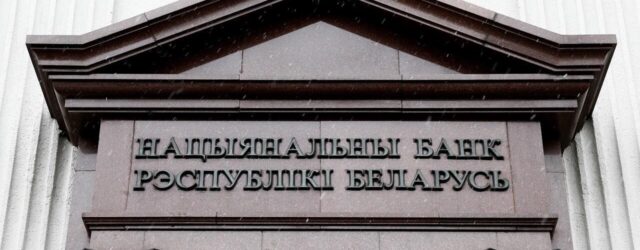 НАЦЫЯНАЛЬНЫ БАНК
РЭСПУБЛІКІ БЕЛАРУСЬ